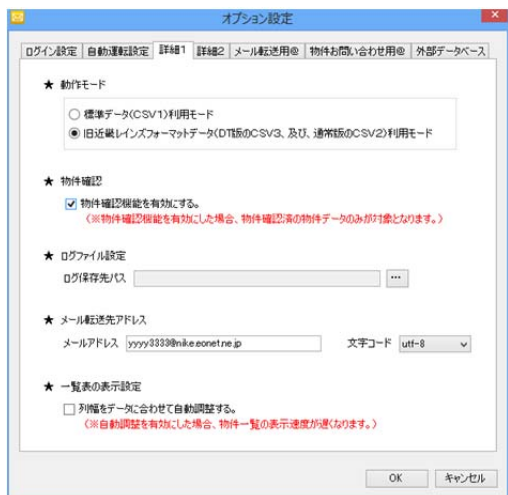 オプション設定
ログイン設定 自動運転設定 詳細1 詳細2 メール転送用@ 物件お問い合わせ用@ 外部データベース
★ 動作モード
標準データ(CSV1)利用モード
旧近畿レインズフォーマットデータ(DT版のCSV3、及び、通常版のCSV2)利用モード
★ 物件確認
物件確認機能を有効にする。
(※物件確認機能を有効にした場合、物件確認済の物件データのみが対象となります。)
★ ログファイル設定
ログ保存先パス ...
★ メール転送先アドレス
メールアドレス yyyy3333@nike.eonet.ne.jp 文字コード utf-8
★ 一覧表の表示設定
列幅をデータに合わせて自動調整する。
(※自動調整を有効にした場合、物件一覧の表示速度が遅くなります。)
OK キャンセル